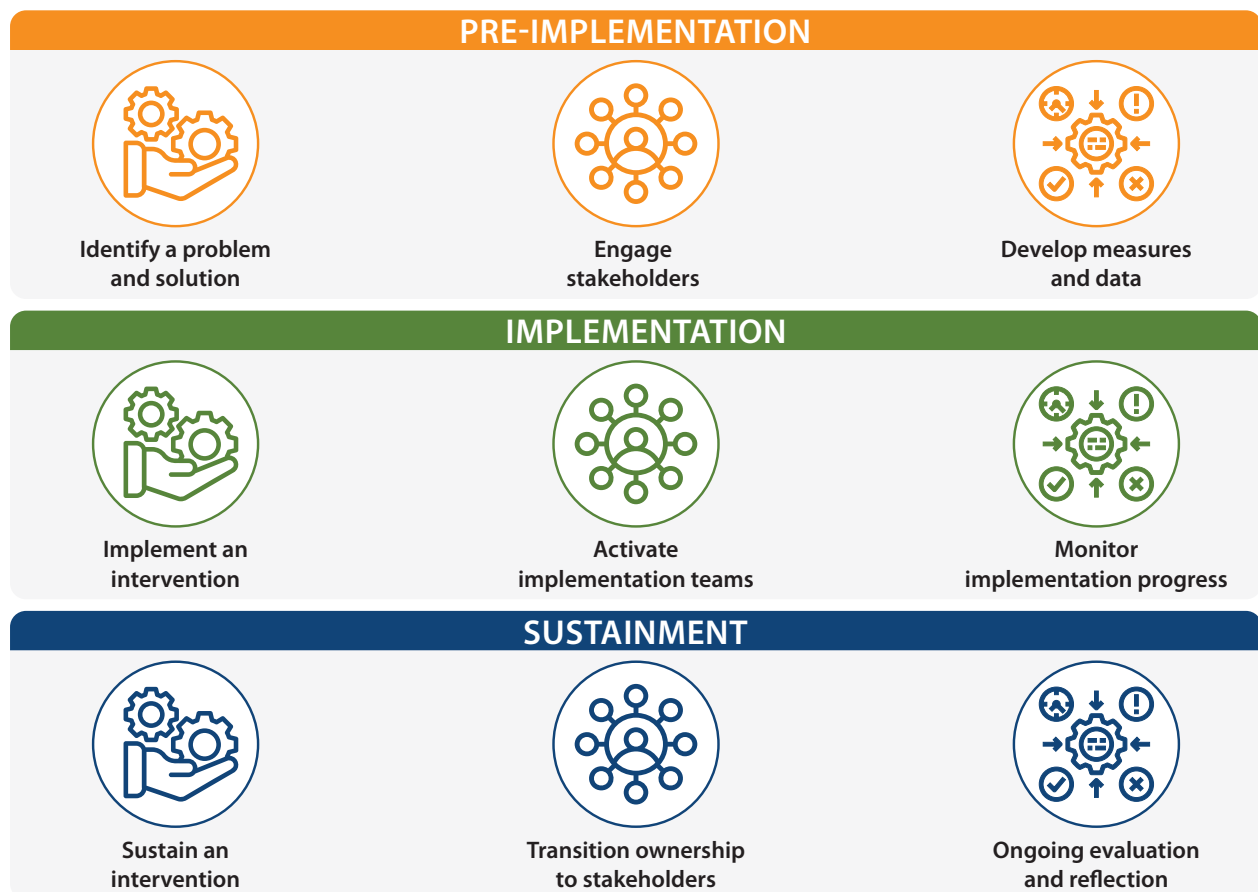 PRE-IMPLEMENTATION
Identify a problem
and solution
Engage
stakeholders
Develop measures
and data
IMPLEMENTATION
Implement an
intervention
Activate
implementation teams
Monitor
implementation progress
SUSTAINMENT
Sustain an
intervention
Transition ownership
to stakeholders
Ongoing evaluation
and reflection